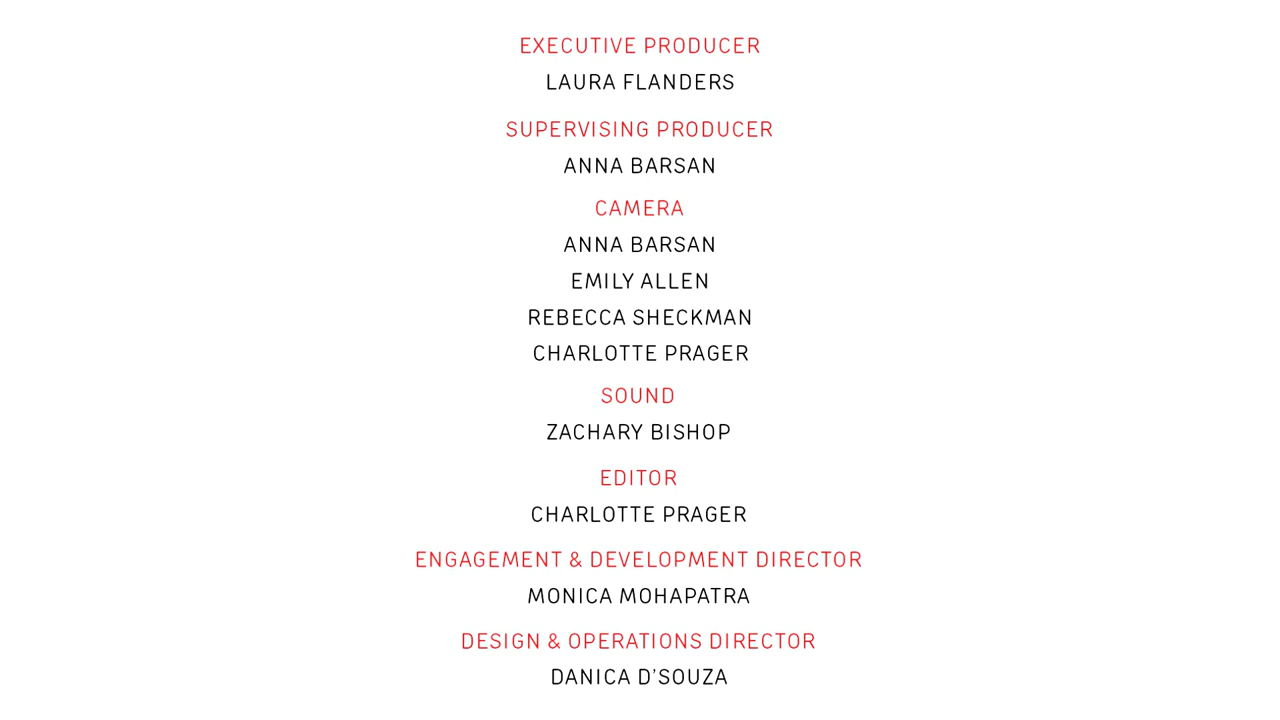 EXECUTIVE PRODUCER
LAURA FLANDERS
SUPERVISING PRODUCER
ANNA BARSAN
CAMERA
ANNA BARSAN
EMILY ALLEN
REBECCA SHECKMAN
CHARLOTTE PRAGER
SOUND
ZACHARY BISHOP
EDITOR
CHARLOTTE PRAGER
ENGAGEMENT & DEVELOPMENT DIRECTOR
MONICA MOHAPATRA
DESIGN & OPERATIONS DIRECTOR
DANICA D’SOUZA